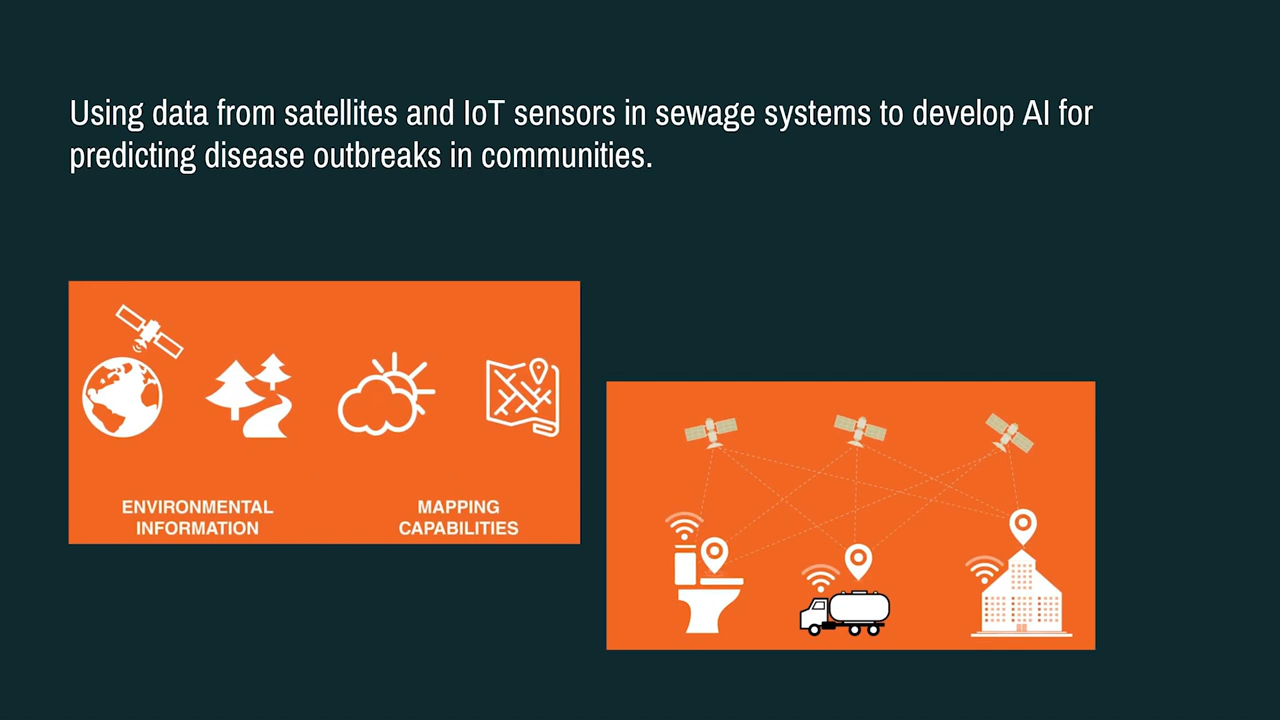 Using data from satellites and IoT sensors in sewage systems to develop AI for
predicting disease outbreaks in communities.
ENVIRONMENTAL
INFORMATION
MAPPING
CAPABILITIES